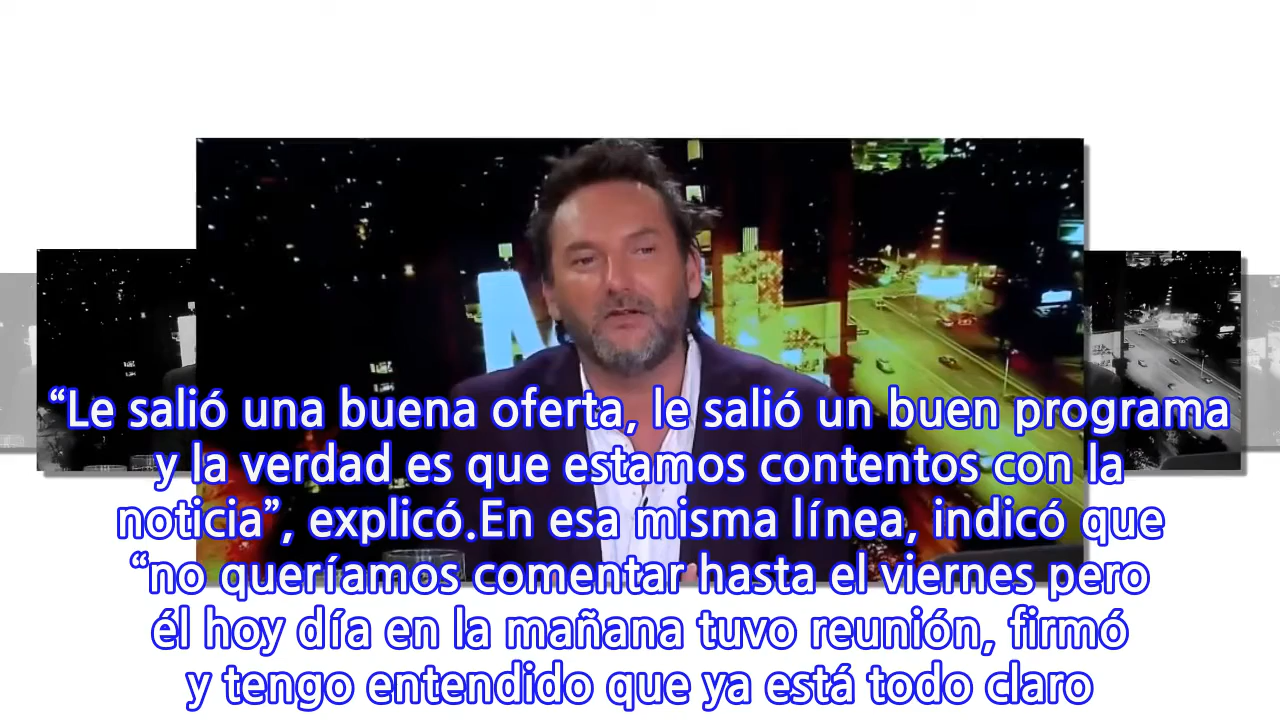 “Le salió una buena oferta, le salió un buen programa
y la verdad es que estamos contentos con la
noticia”, explicó.En esa misma línea, indicó que
“no queríamos comentar hasta el viernes pero
él hoy día en la mañana tuvo reunión, firmó
y tengo entendido que ya está todo claro